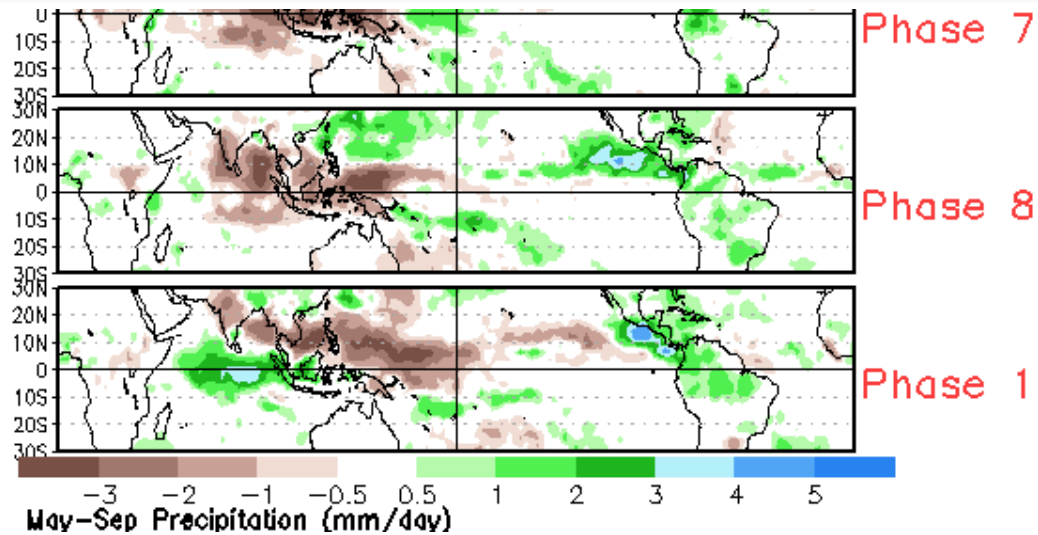 0
10S
20S
30S
Phase 7
30N
20N
10N
0
10S
20S
30S
Phase 8
30N
20N
10N
0
10S
20S
30S
Phase 1
−3 −2 −1 −0.5 0.5 1 2 3 4 5
May−Sep Precipitation (mm/day)